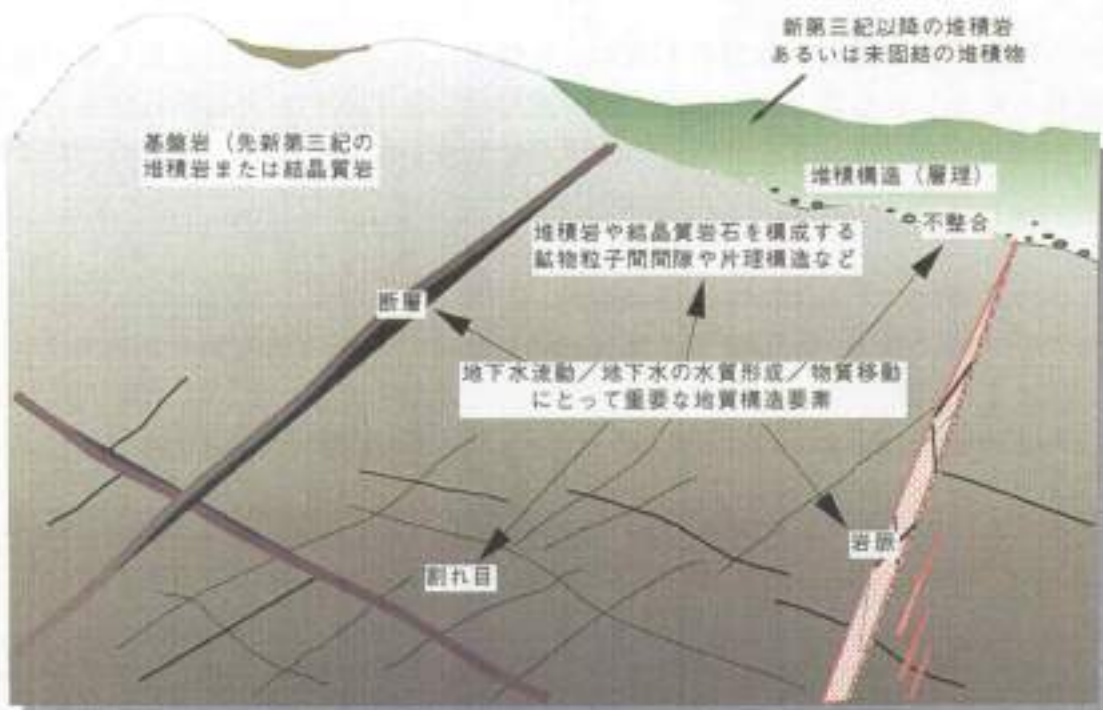 新第三紀以降の堆積岩
あるいは未固結の堆積物
基盤岩（先新第三紀の
堆積岩または結晶質岩
堆積構造（層理）
不整合
堆積岩や結晶質岩石を構成する
鉱物粒子間間隙や片理構造など
断層
地下水流動／地下水の水質形成／物質移動
にとって重要な地質構造要素
岩脈
割れ目